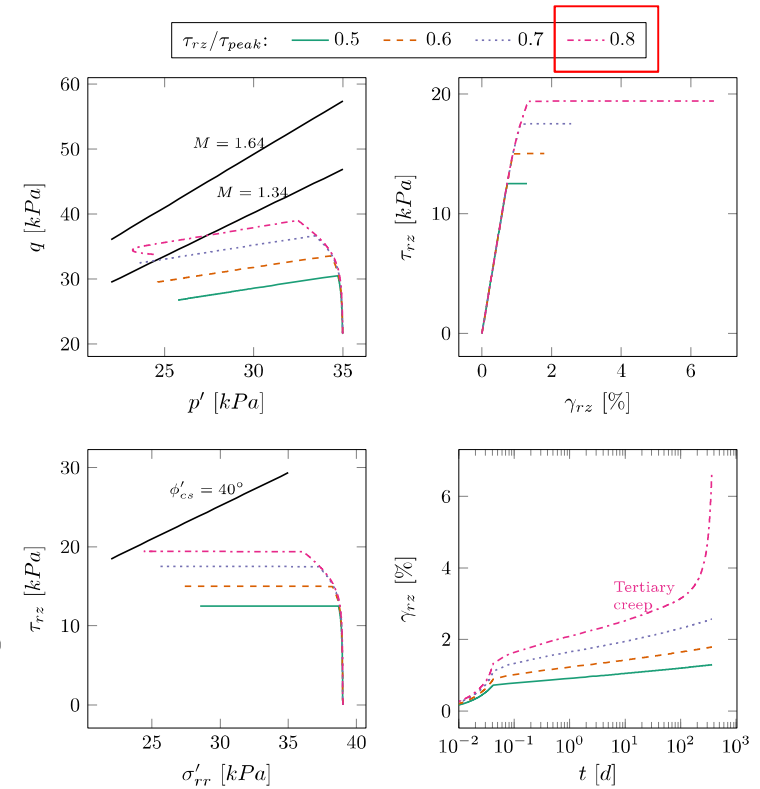 τrz/τpeak: 0.5 0.6 0.7 0.8
60
50
40
30
20
q [kPa]
M = 1.64
M = 1.34
25 30 35
p′ [kPa]
20
10
0
τrz [kPa]
0 2 4 6
γrz [%]
30
20
10
0
τrz [kPa]
ϕ′cs = 40°
25 30 35 40
σ′rr [kPa]
6
4
2
0
γrz [%]
Tertiary
creep
10−2 10−1 100 101 102 103
t [d]